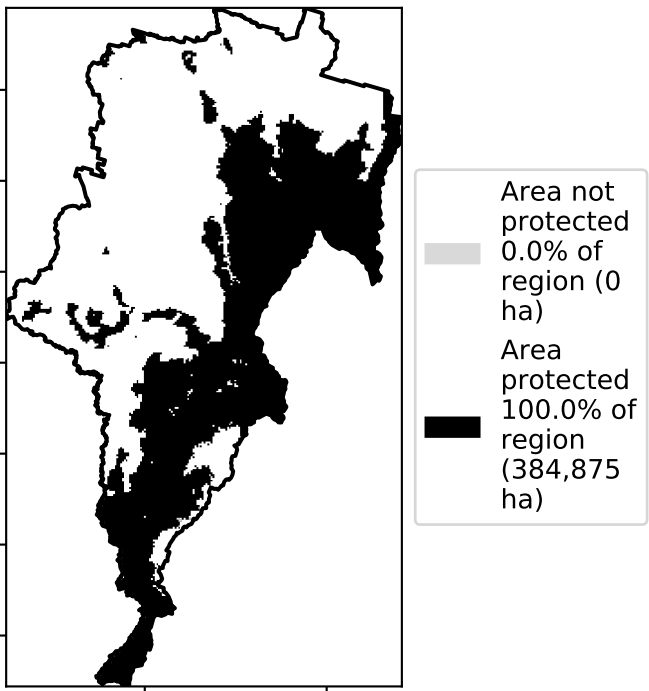 Area not
protected
0.0% of
region (0
ha)
Area
protected
100.0% of
region
(384,875
ha)